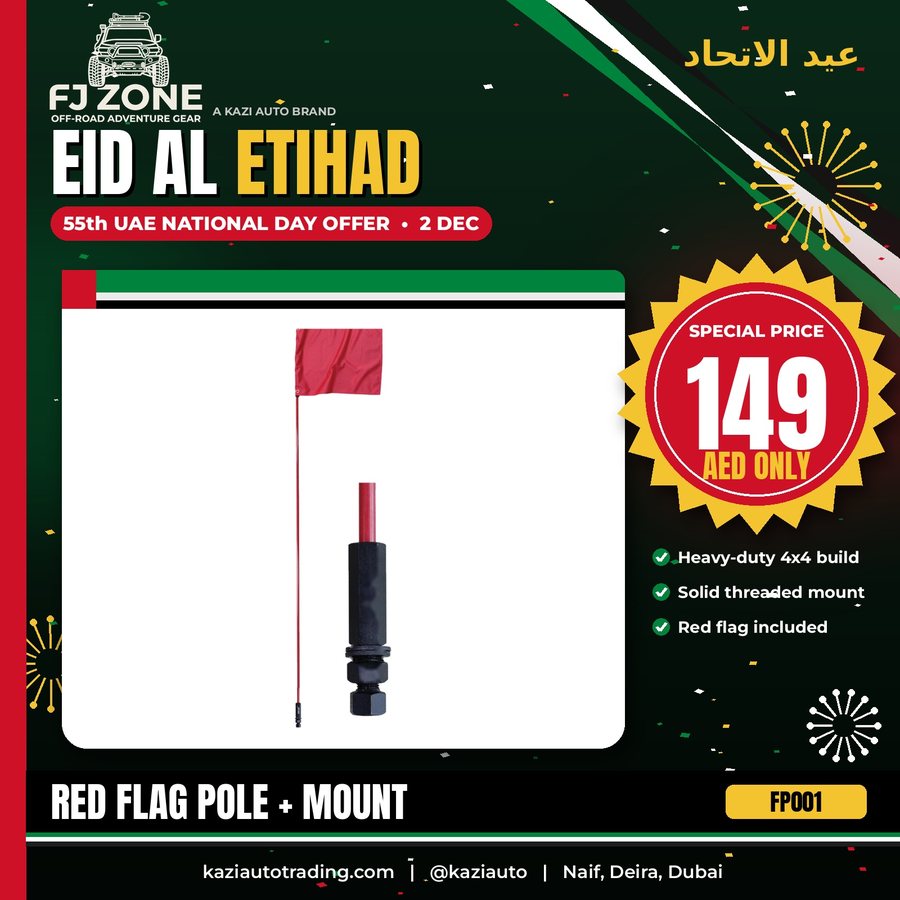 FJ ZONE
OFF-ROAD ADVENTURE GEAR
A KAZI AUTO BRAND
عيد الاتحاد
EID AL ETIHAD
55th UAE NATIONAL DAY OFFER • 2 DEC
SPECIAL PRICE
149
AED ONLY
Heavy-duty 4x4 build
Solid threaded mount
Red flag included
RED FLAG POLE + MOUNT
FP001
kaziautotrading.com | @kaziauto | Naif, Deira, Dubai